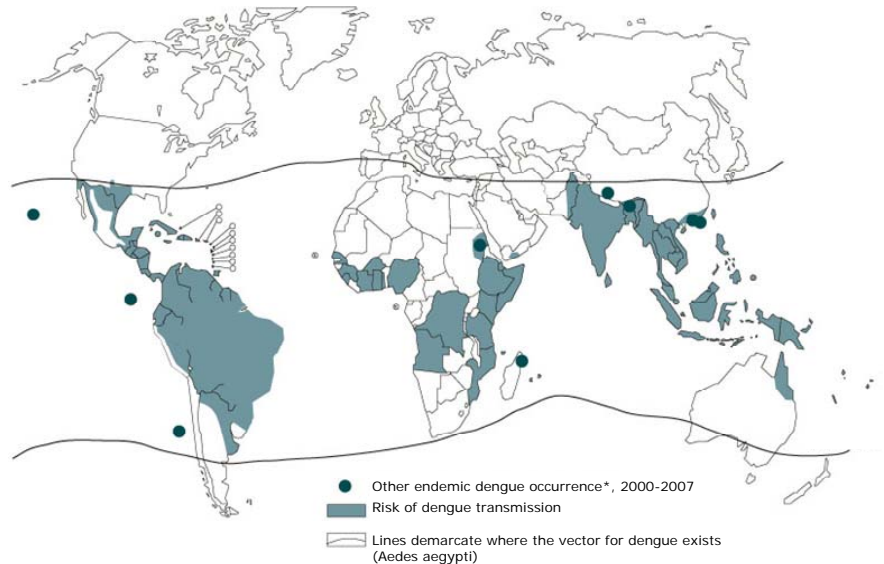 Other endemic dengue occurrence*, 2000-2007
Risk of dengue transmission
Lines demarcate where the vector for dengue exists
(Aedes aegypti)